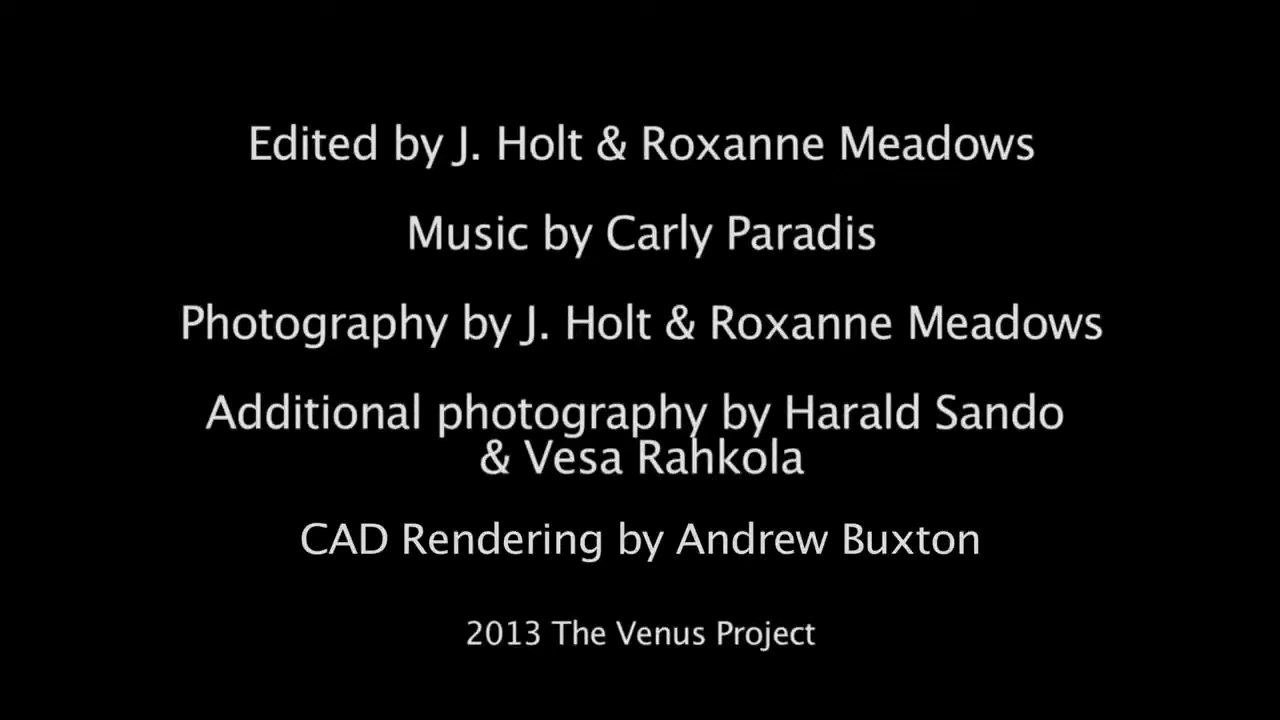 Edited by J. Holt & Roxanne Meadows
Music by Carly Paradis
Photography by J. Holt & Roxanne Meadows
Additional photography by Harald Sando
& Vesa Rahkola
CAD Rendering by Andrew Buxton
2013 The Venus Project